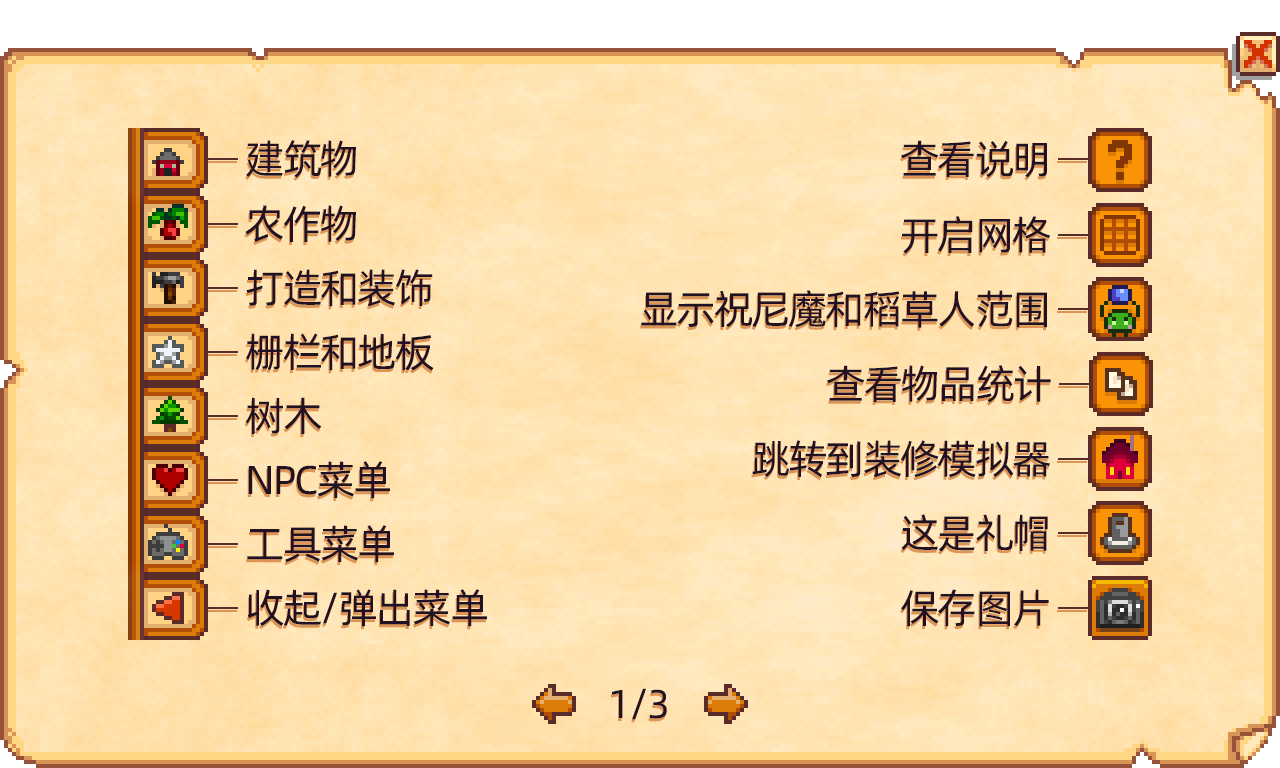 建筑物
农作物
打造和装饰
栅栏和地板
树木
NPC菜单
工具菜单
收起/弹出菜单
查看说明
?
开启网格
显示祝尼魔和稻草人范围
查看物品统计
跳转到装修模拟器
这是礼帽
保存图片
1/3